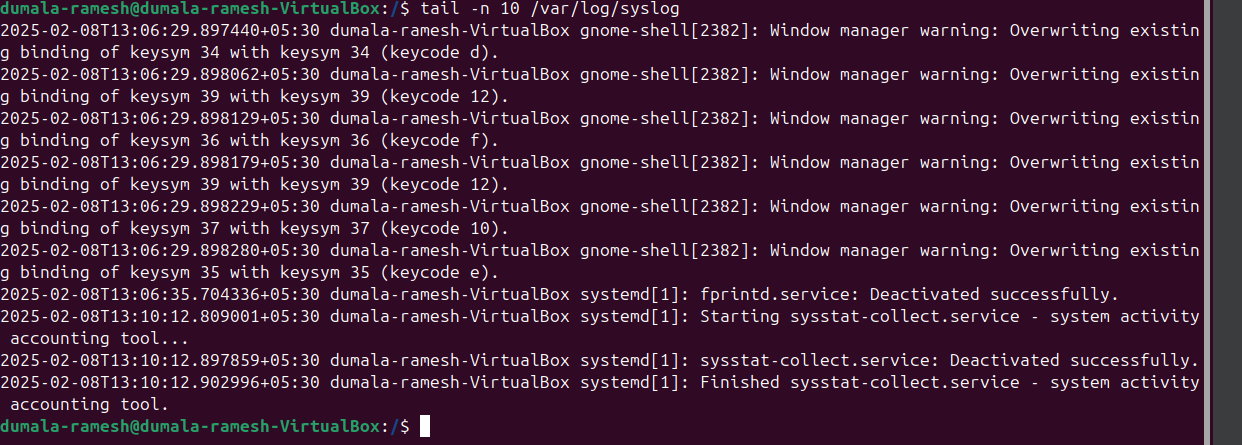 dumala-ramesh@dumala-ramesh-VirtualBox:/$ tail -n 10 /var/log/syslog
2025-02-08T13:06:29.897440+05:30 dumala-ramesh-VirtualBox gnome-shell[2382]: Window manager warning: Overwriting existin
g binding of keysym 34 with keysym 34 (keycode d).
2025-02-08T13:06:29.898062+05:30 dumala-ramesh-VirtualBox gnome-shell[2382]: Window manager warning: Overwriting existin
g binding of keysym 39 with keysym 39 (keycode 12).
2025-02-08T13:06:29.898129+05:30 dumala-ramesh-VirtualBox gnome-shell[2382]: Window manager warning: Overwriting existin
g binding of keysym 36 with keysym 36 (keycode f).
2025-02-08T13:06:29.898179+05:30 dumala-ramesh-VirtualBox gnome-shell[2382]: Window manager warning: Overwriting existin
g binding of keysym 39 with keysym 39 (keycode 12).
2025-02-08T13:06:29.898229+05:30 dumala-ramesh-VirtualBox gnome-shell[2382]: Window manager warning: Overwriting existin
g binding of keysym 37 with keysym 37 (keycode 10).
2025-02-08T13:06:29.898280+05:30 dumala-ramesh-VirtualBox gnome-shell[2382]: Window manager warning: Overwriting existin
g binding of keysym 35 with keysym 35 (keycode e).
2025-02-08T13:06:35.704336+05:30 dumala-ramesh-VirtualBox systemd[1]: fprintd.service: Deactivated successfully.
2025-02-08T13:10:12.809001+05:30 dumala-ramesh-VirtualBox systemd[1]: Starting sysstat-collect.service - system activity
 accounting tool...
2025-02-08T13:10:12.897859+05:30 dumala-ramesh-VirtualBox systemd[1]: sysstat-collect.service: Deactivated successfully.
2025-02-08T13:10:12.902996+05:30 dumala-ramesh-VirtualBox systemd[1]: Finished sysstat-collect.service - system activity
 accounting tool.
dumala-ramesh@dumala-ramesh-VirtualBox:/$